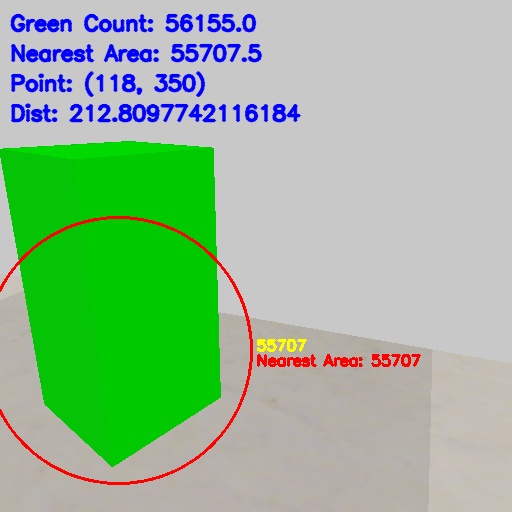 Green Count: 56155.0
Nearest Area: 55707.5
Point: (118, 350)
Dist: 212.8097742116184
55707
Nearest Area: 55707